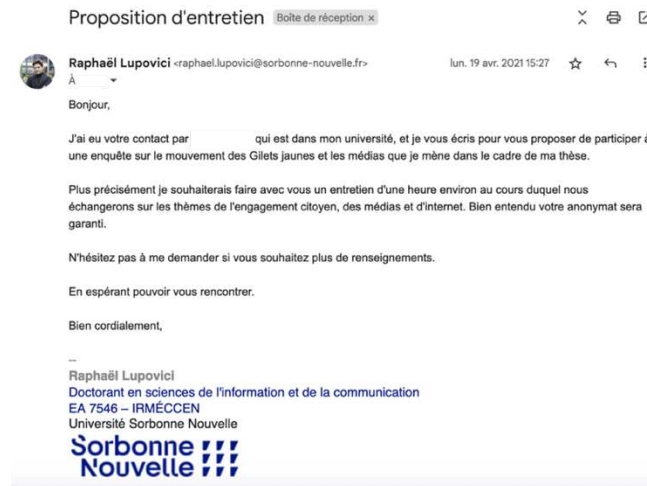 Proposition d'entretien Boîte de réception ×
Raphaël Lupovici <raphael.lupovici@sorbonne-nouvelle.fr> lun. 19 avr. 2021 15:27
À
Bonjour,
J'ai eu votre contact par qui est dans mon université, et je vous écris pour vous proposer de participer à
une enquête sur le mouvement des Gilets jaunes et les médias que je mène dans le cadre de ma thèse.
Plus précisément je souhaiterais faire avec vous un entretien d'une heure environ au cours duquel nous
échangerons sur les thèmes de l'engagement citoyen, des médias et d'internet. Bien entendu votre anonymat sera
garanti.
N'hésitez pas à me demander si vous souhaitez plus de renseignements.
En espérant pouvoir vous rencontrer.
Bien cordialement,
--
Raphaël Lupovici
Doctorant en sciences de l'information et de la communication
EA 7546 – IRMÉCCEN
Université Sorbonne Nouvelle
Sorbonne
Nouvelle